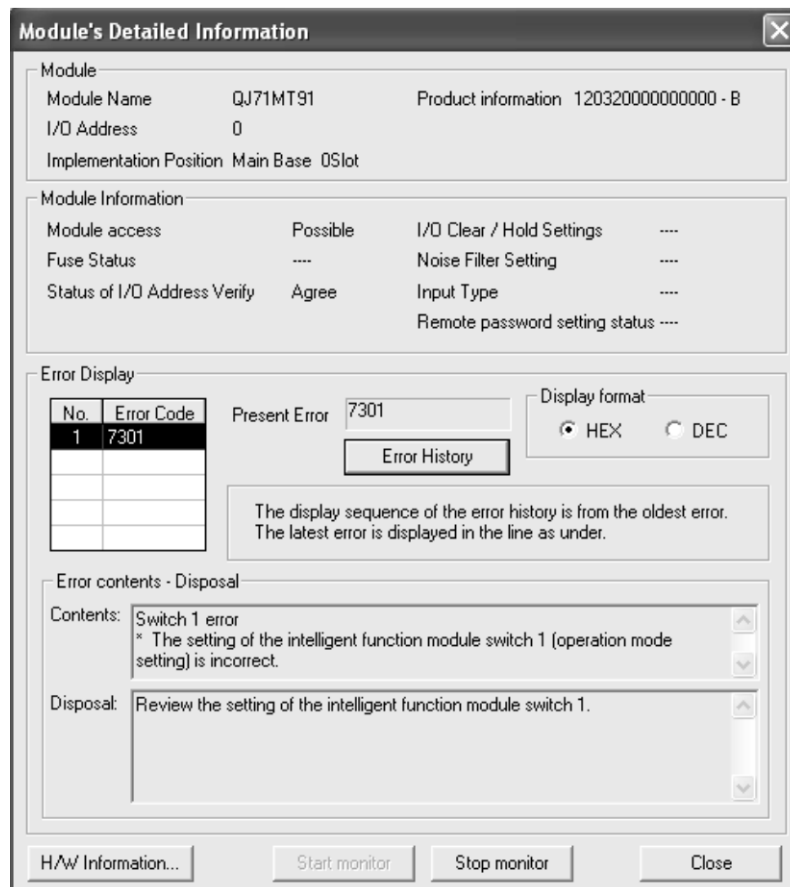 Module's Detailed Information
Module
Module Name QJ71MT91 Product information 120320000000000 - B
I/O Address 0
Implementation Position Main Base 0Slot
Module Information
Module access Possible I/O Clear / Hold Settings ----
Fuse Status ---- Noise Filter Setting ----
Status of I/O Address Verify Agree Input Type ----
Remote password setting status ----
Error Display
No. Error Code
1 7301
Present Error 7301
Error History
Display format
HEX DEC
The display sequence of the error history is from the oldest error.
The latest error is displayed in the line as under.
Error contents - Disposal
Contents: Switch 1 error
* The setting of the intelligent function module switch 1 (operation mode
setting) is incorrect.
Disposal: Review the setting of the intelligent function module switch 1.
H/W Information... Start monitor Stop monitor Close